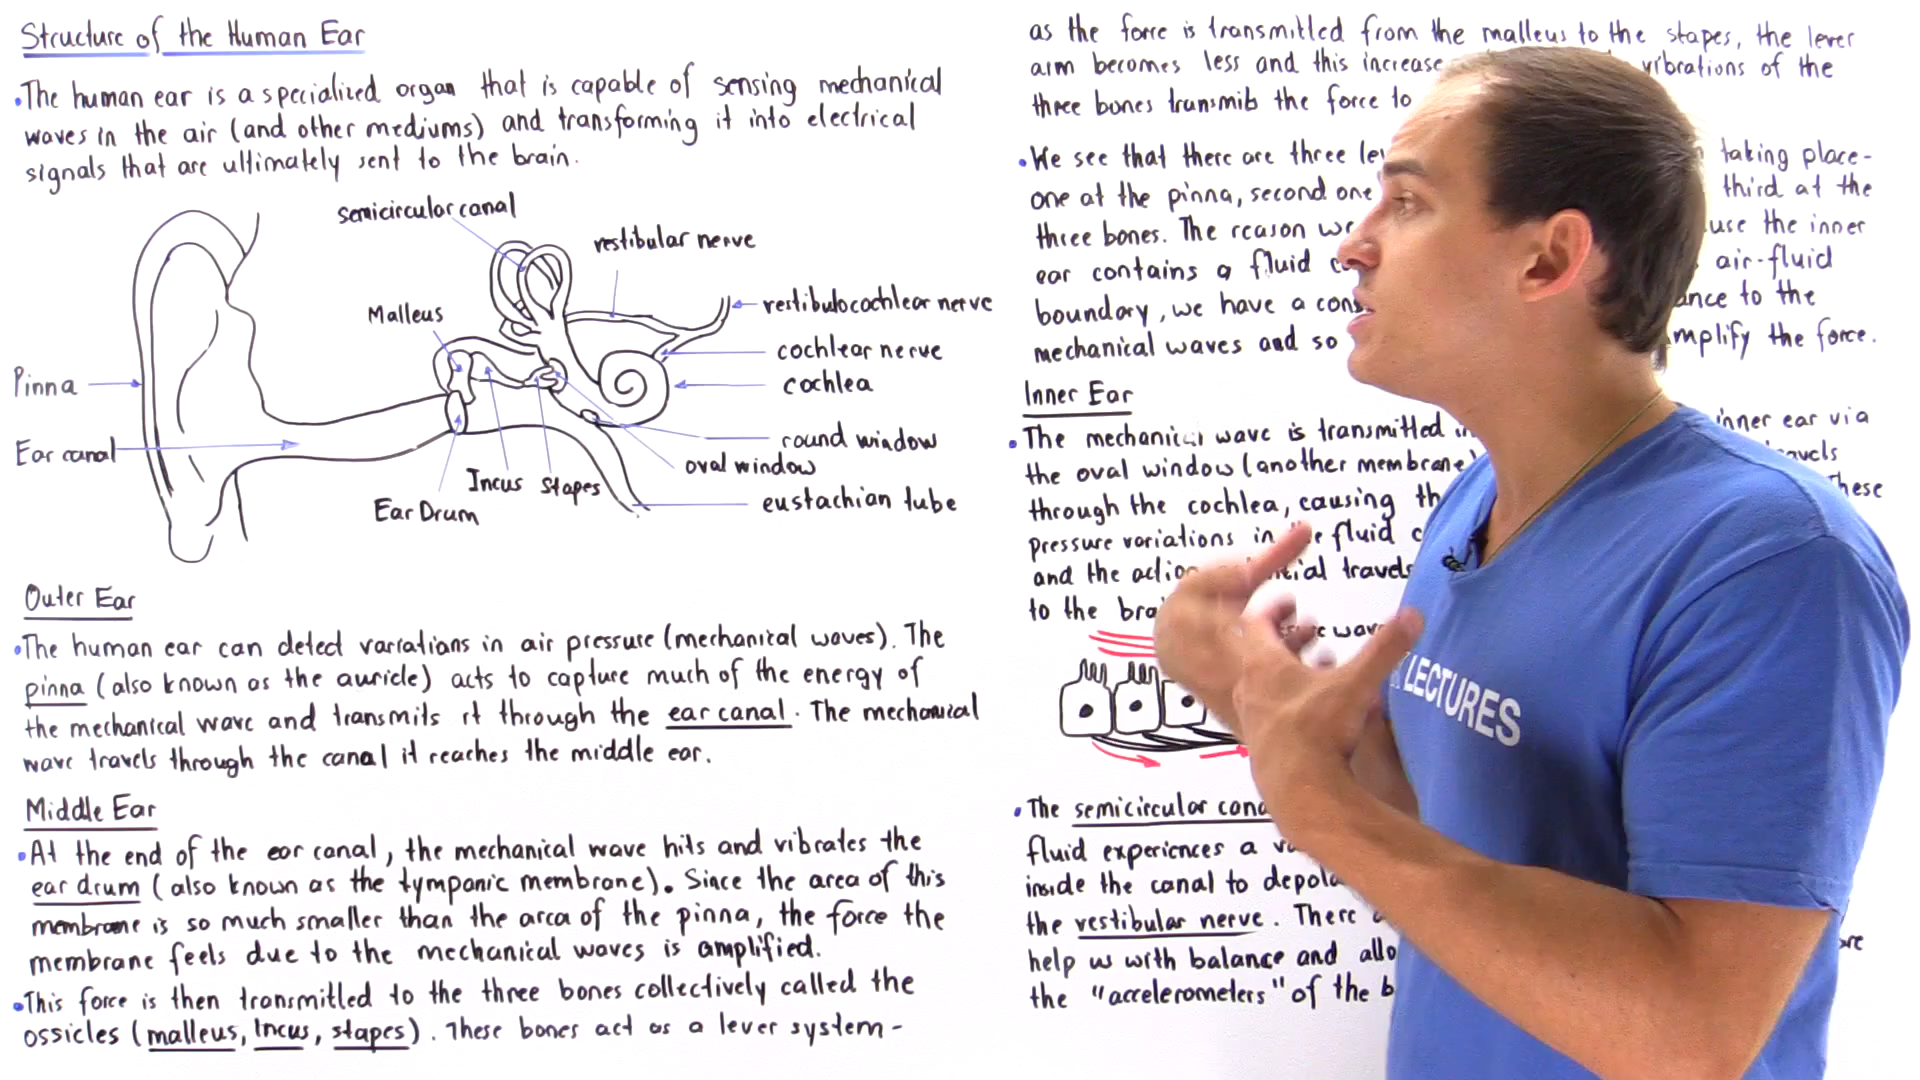 Structure of the Human Ear
•The human ear is a specialized organ that is capable of sensing mechanical
waves in the air (and other mediums) and transforming it into electrical
signals that are ultimately sent to the brain.
semicircular canal
vestibular nerve
Malleus
vestibulocochlear nerve
cochlear nerve
Pinna
cochlea
Ear canal
round window
oval window
Incus
stapes
eustachian tube
Ear Drum
Outer Ear
•The human ear can detect variations in air pressure (mechanical waves). The
pinna (also known as the auricle) acts to capture much of the energy of
the mechanical wave and transmits it through the ear canal. The mechanical
wave travels through the canal it reaches the middle ear.
Middle Ear
•At the end of the ear canal, the mechanical wave hits and vibrates the
ear drum (also known as the tympanic membrane). Since the area of this
membrane is so much smaller than the area of the pinna, the force the
membrane feels due to the mechanical waves is amplified.
•This force is then transmitted to the three bones collectively called the
ossicles (malleus, Incus, stapes). These bones act as a lever system -
as the force is transmitted from the malleus to the stapes, the lever
arm becomes less and this increase vibrations of the
three bones transmits the force to
•We see that there are three taking place-
one at the pinna, second one third at the
three bones. The reason inner
ear contains a fluid air-fluid
boundary, we have a to the
mechanical waves and so amplify the force.
Inner Ear
•The mechanical wave is transmitted inner ear via
the oval window (another membrane)
through the cochlea, causing These
pressure variations in fluid
and the action travels
to the
•The semicircular
fluid experiences a
inside the canal to
the vestibular nerve. There
help us with balance and
the "accelerometers" of the
LECTURES